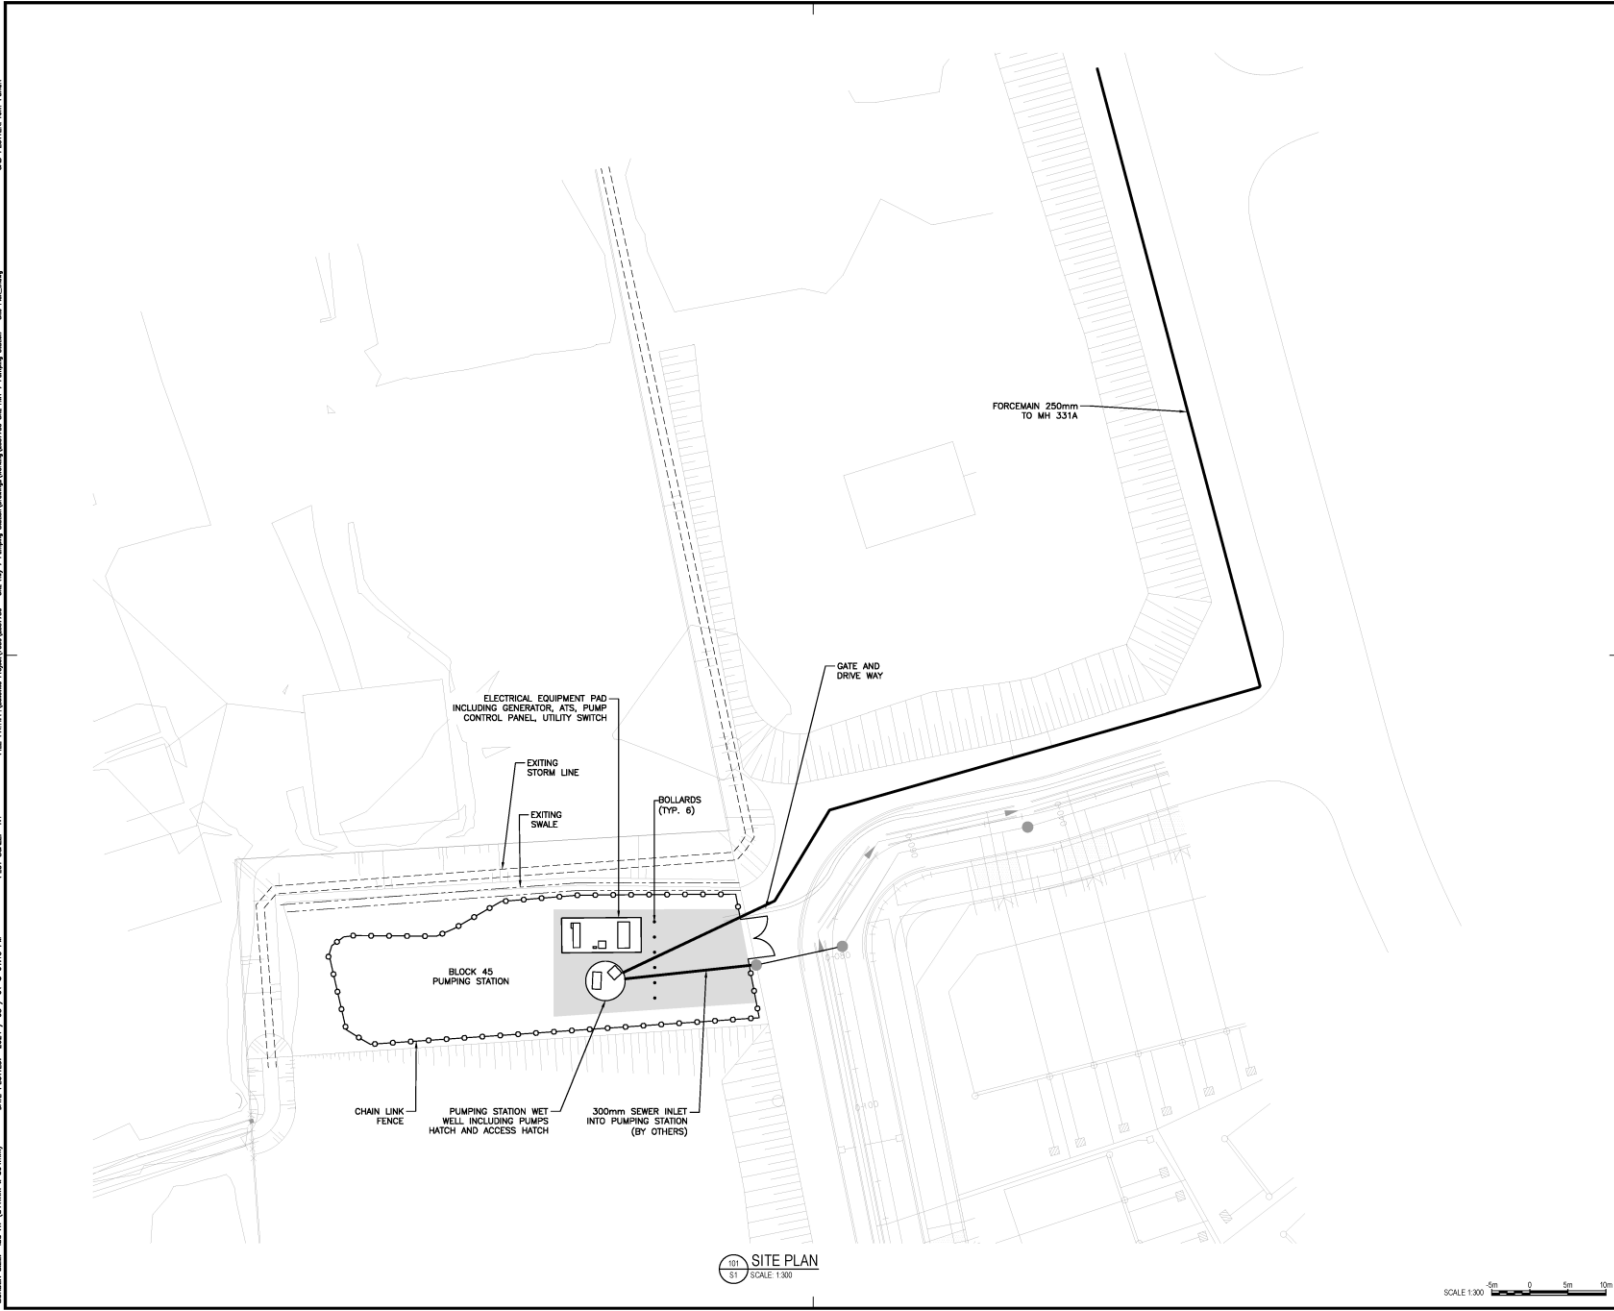 FORCEMAIN 250mm
TO MH 331A
GATE AND
DRIVE WAY
ELECTRICAL EQUIPMENT PAD
INCLUDING GENERATOR, ATS, PUMP
CONTROL PANEL, UTILITY SWITCH
EXITING
STORM LINE
BOLLARDS
(TYP. 6)
EXITING
SWALE
BLOCK 45
PUMPING STATION
CHAIN LINK
FENCE
PUMPING STATION WET
WELL INCLUDING PUMPS
HATCH AND ACCESS HATCH
300mm SEWER INLET
INTO PUMPING STATION
(BY OTHERS)
101
S1
SITE PLAN
SCALE: 1:300
SCALE 1:300
-5m 0 5m 10m